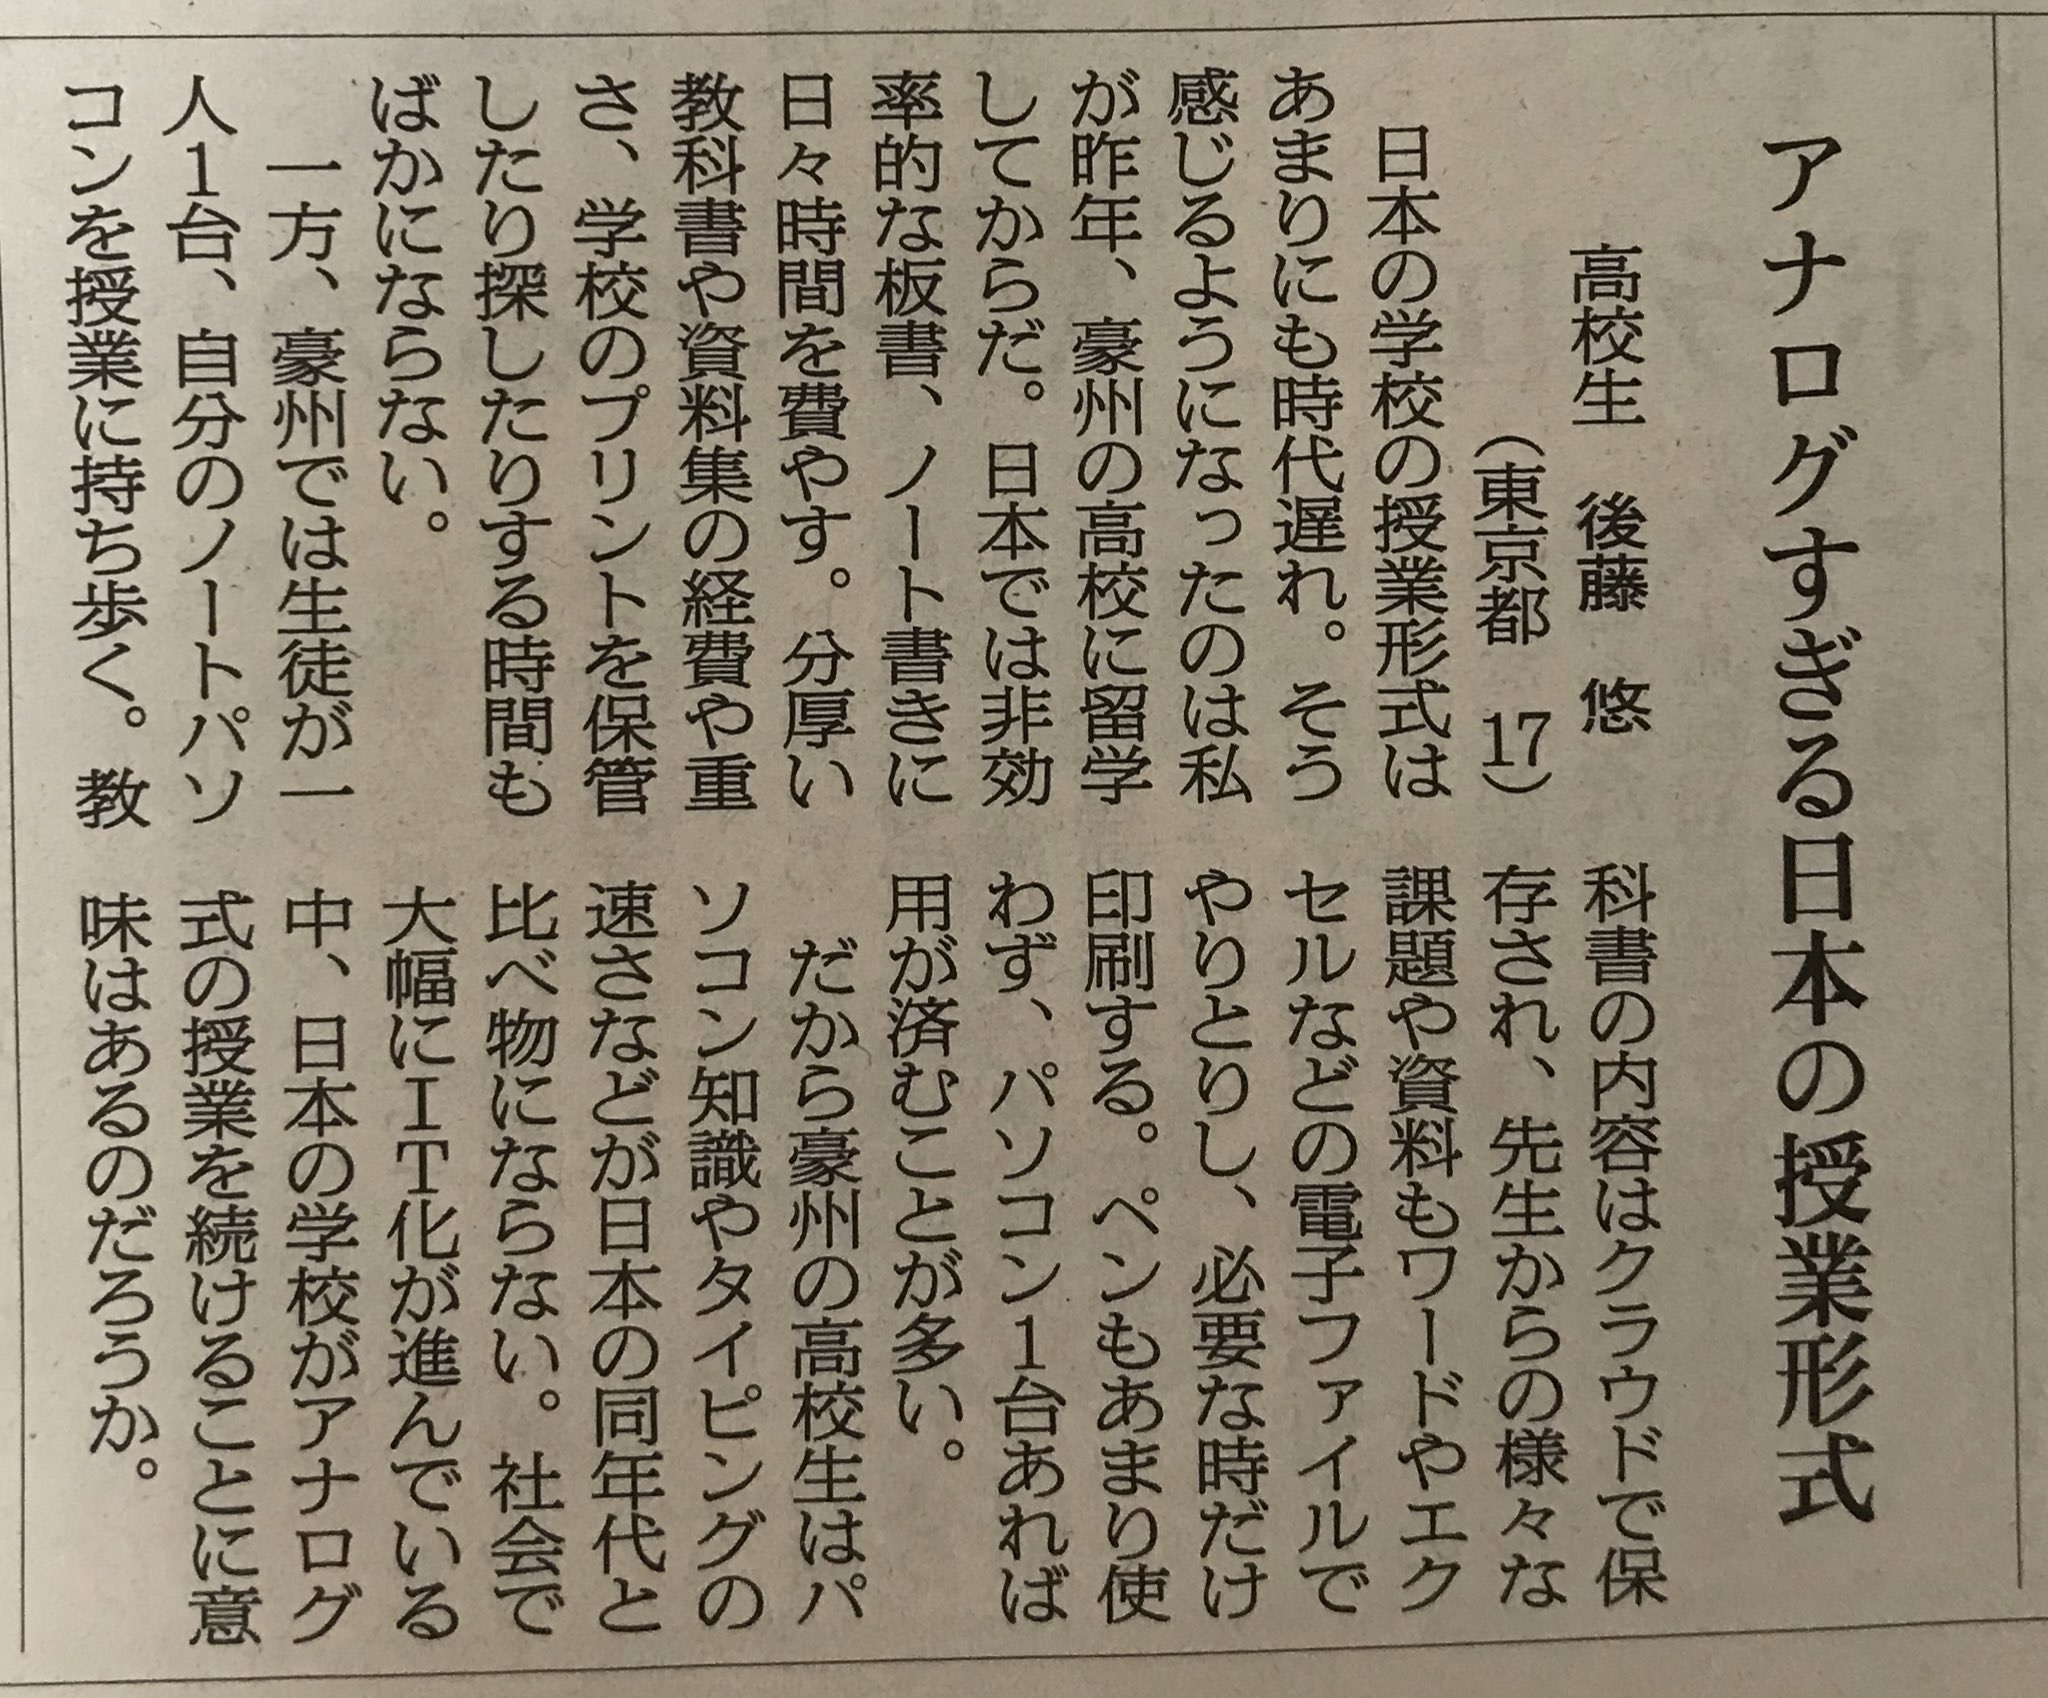 アナログすぎる日本の授業形式
高校生　後藤　悠
（東京都　17）
日本の学校の授業形式は
あまりにも時代遅れ。そう
感じるようになったのは私
が昨年、豪州の高校に留学
してからだ。日本では非効
率的な板書、ノート書きに
日々時間を費やす。分厚い
教科書や資料集の経費や重
さ、学校のプリントを保管
したり探したりする時間も
ばかにならない。
一方、豪州では生徒が一
人１台、自分のノートパソ
コンを授業に持ち歩く。教
科書の内容はクラウドで保
存され、先生からの様々な
課題や資料もワードやエク
セルなどの電子ファイルで
やりとりし、必要な時だけ
印刷する。ペンもあまり使
わず、パソコン１台あれば
用が済むことが多い。
だから豪州の高校生はパ
ソコン知識やタイピングの
速さなどが日本の同年代と
比べ物にならない。社会で
大幅にＩＴ化が進んでいる
中、日本の学校がアナログ
式の授業を続けることに意
味はあるのだろうか。